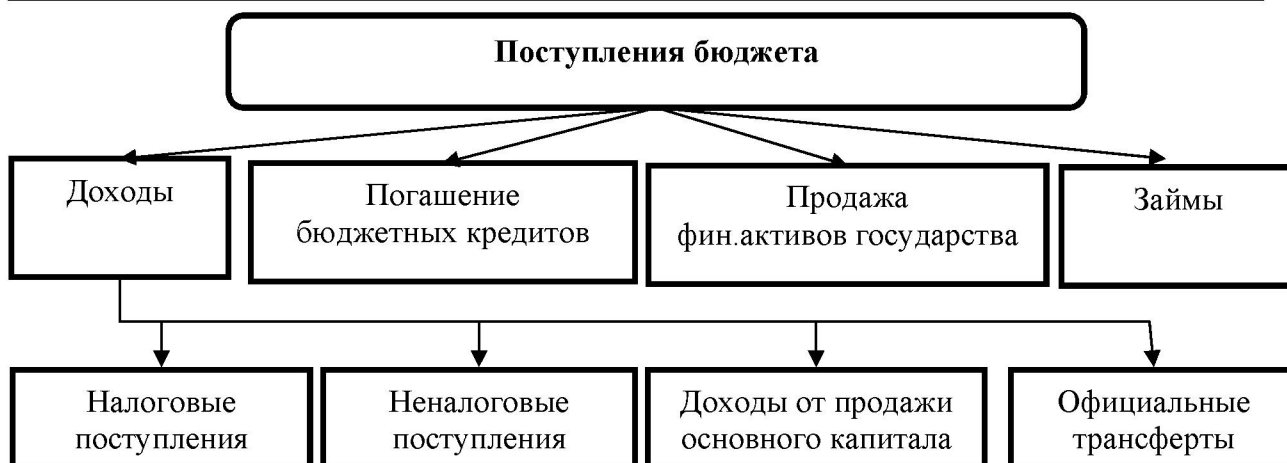 Поступления бюджета
Доходы
Погашение
бюджетных кредитов
Продажа
фин.активов государства
Займы
Налоговые
поступления
Неналоговые
поступления
Доходы от продажи
основного капитала
Официальные
трансферты